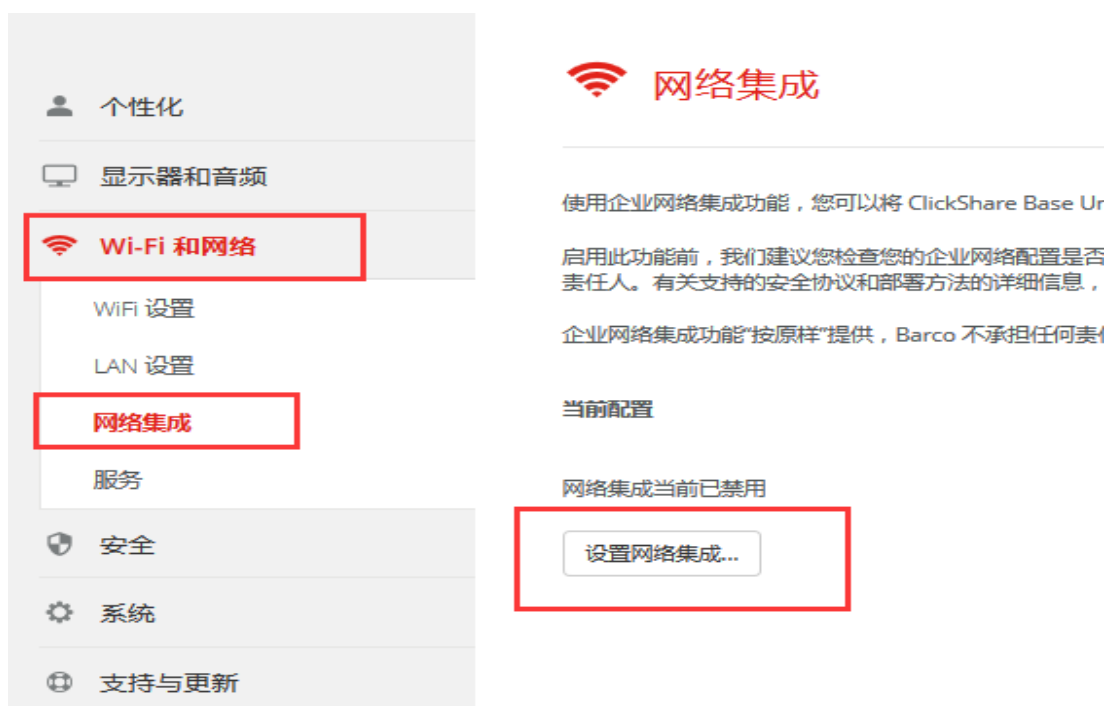 个性化
显示器和音频
Wi-Fi 和网络
WiFi 设置
LAN 设置
网络集成
服务
安全
系统
支持与更新
网络集成
使用企业网络集成功能，您可以将 ClickShare Base
启用此功能前，我们建议您检查您的企业网络配置是否
责任人。有关支持的安全协议和部署方法的详细信息，
企业网络集成功能“按原样”提供，Barco 不承担任何责
当前配置
网络集成当前已禁用
设置网络集成...